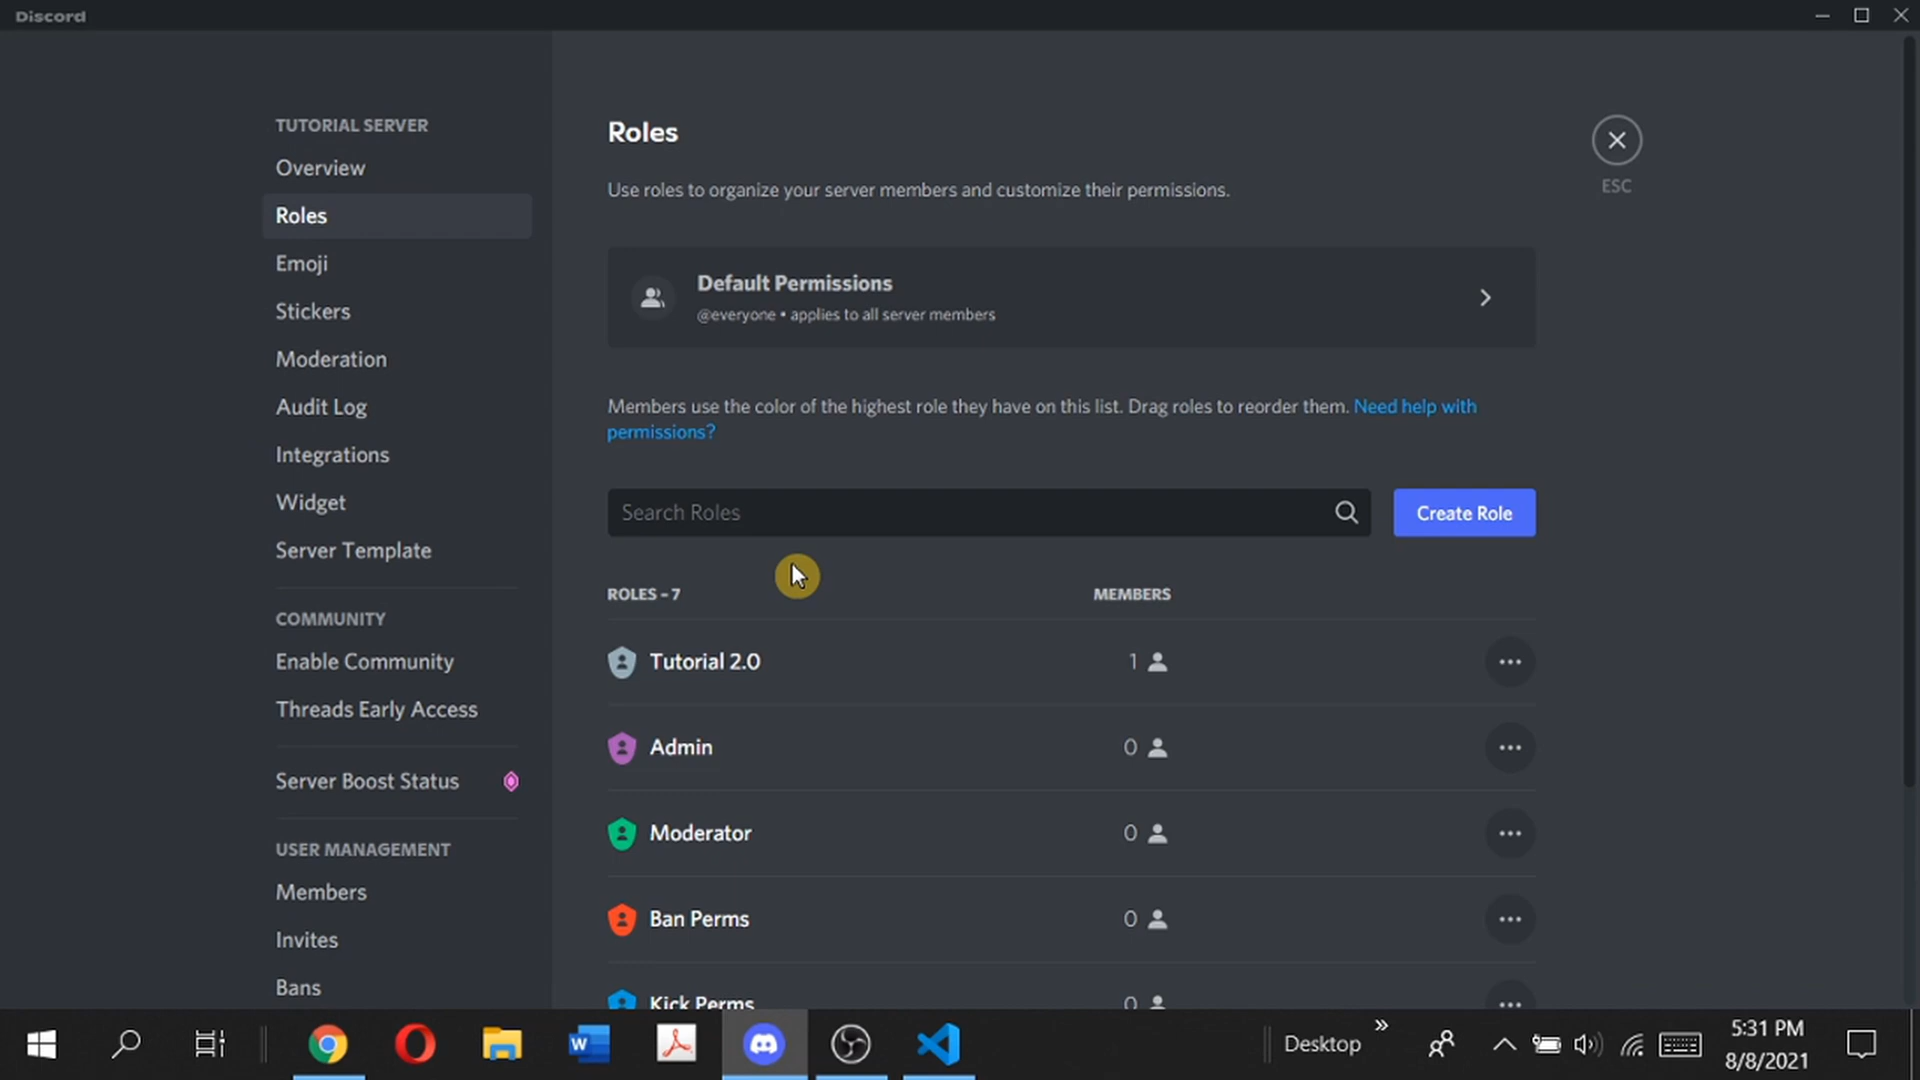 Discord
TUTORIAL SERVER
Overview
Roles
Emoji
Stickers
Moderation
Audit Log
Integrations
Widget
Server Template
COMMUNITY
Enable Community
Threads Early Access
Server Boost Status
USER MANAGEMENT
Members
Invites
Bans
Roles
ESC
Use roles to organize your server members and customize their permissions.
Default Permissions
@everyone • applies to all server members
Members use the color of the highest role they have on this list. Drag roles to reorder them. Need help with
permissions?
Search Roles
Create Role
ROLES – 7
MEMBERS
Tutorial 2.0
1
Admin
0
Moderator
0
Ban Perms
0
Kick Perms
0
W
Desktop
5:31 PM
8/8/2021